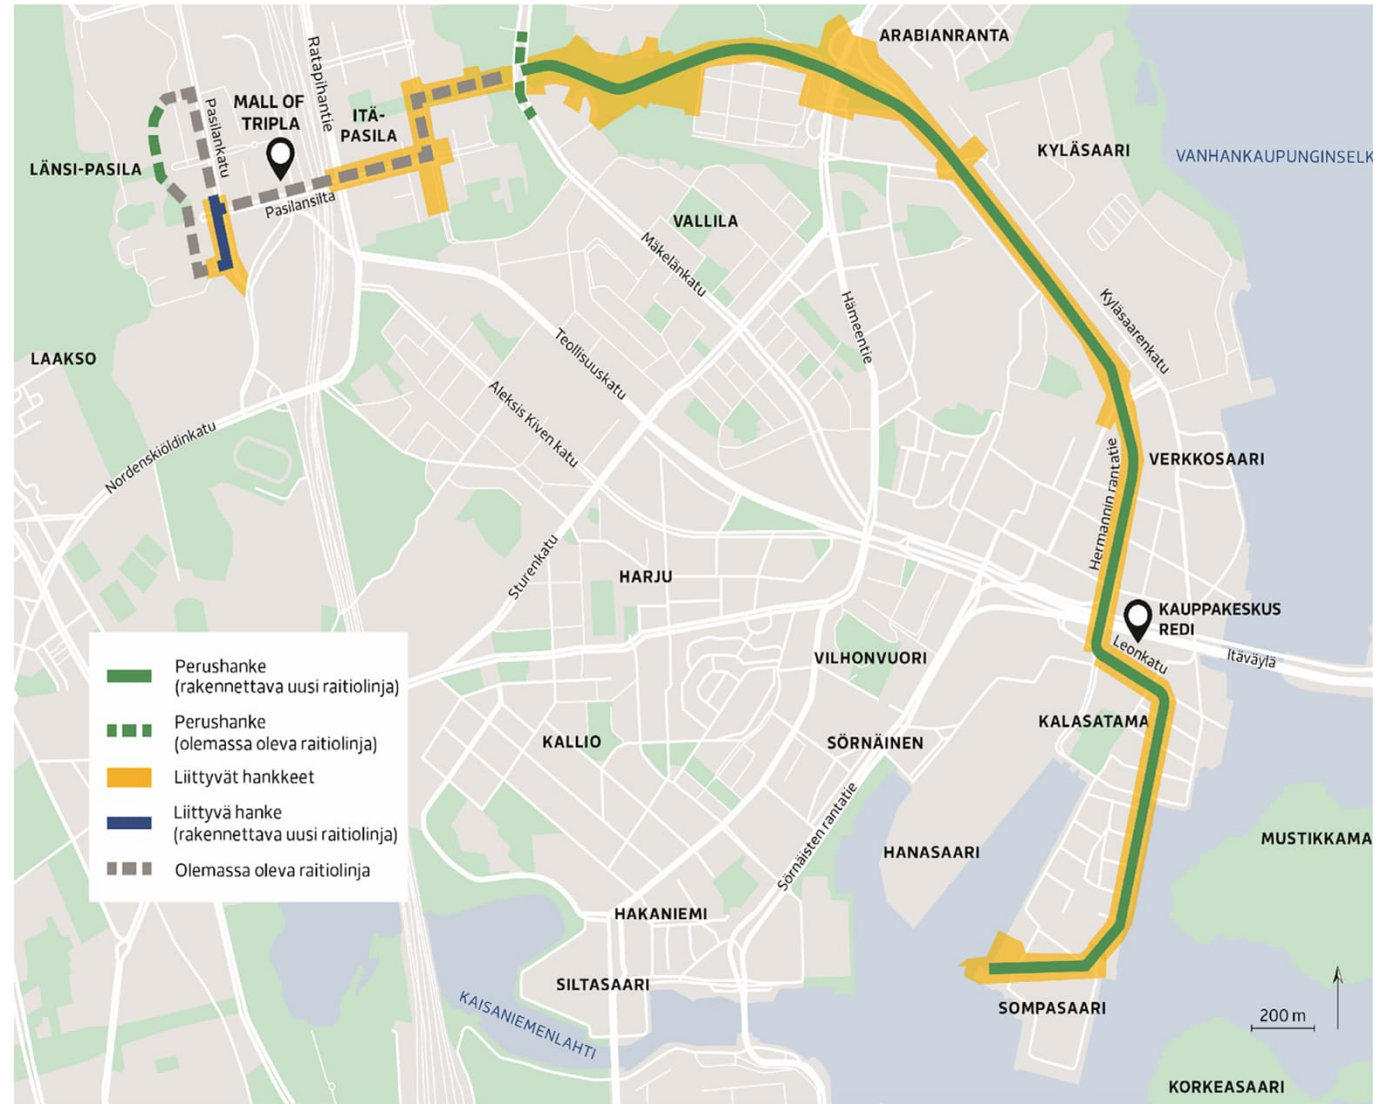 ARABIANRANTA
Ratapihantie
MALL OF
TRIPLA
Pasilankatu
ITÄ-
PASILA
KYLÄSAARI
VANHANKAUPUNGINSELK
LÄNSI-PASILA
Pasilansilta
VALLILA
Mäkelänkatu
Hämeentie
Kyläsaarenkatu
LAAKSO
Teollisuuskatu
Aleksis Kiven katu
Nordenskiöldinkatu
VERKKOSAARI
Hermannin rantatie
Sturenkatu
HARJU
KAUPPAKESKUS
REDI
Leonkatu
Itäväylä
VILHONVUORI
Perushanke
(rakennettava uusi raitiolinja)
Perushanke
(olemassa oleva raitiolinja)
Liittyvät hankkeet
Liittyvä hanke
(rakennettava uusi raitiolinja)
Olemassa oleva raitiolinja
KALASATAMA
KALLIO
SÖRNÄINEN
Sörnäisten rantatie
HANASAARI
MUSTIKKAMA
HAKANIEMI
SILTASAARI
KAISANIEMENLAHTI
SOMPASAARI
200 m
KORKEASAARI